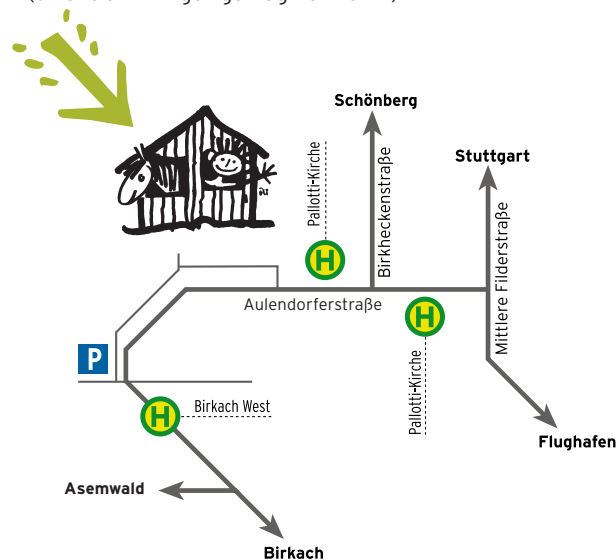 Schönberg
Stuttgart
Pallotti-Kirche
Birkheckenstraße
Mittlere Filderstraße
H
Aulendorferstraße
H
P
Pallotti-Kirche
Birkach West
H
Flughafen
Asemwald
Birkach